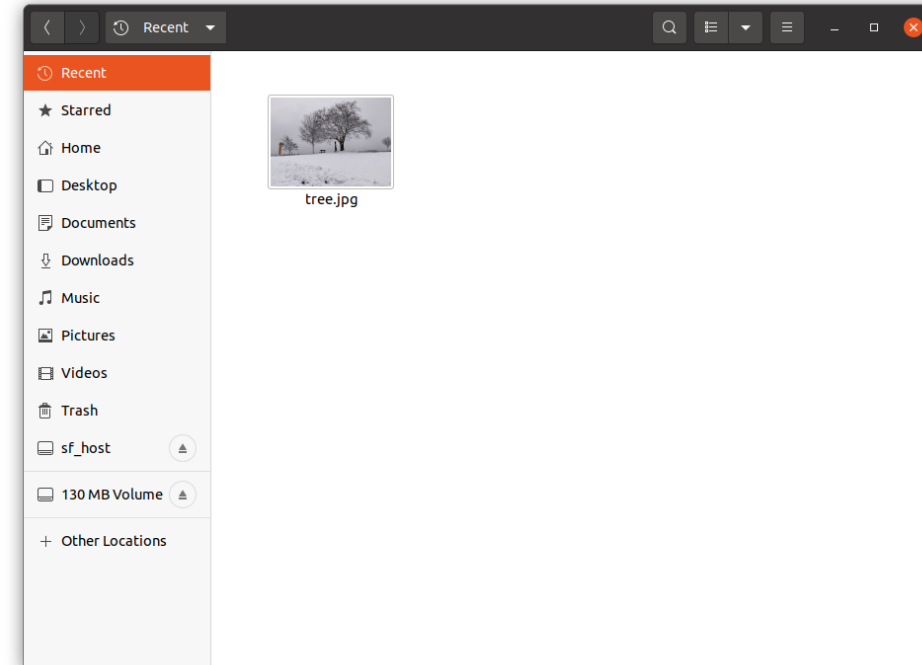 Recent
Recent
Starred
Home
Desktop
Documents
Downloads
Music
Pictures
Videos
Trash
sf_host
130 MB Volume
Other Locations
tree.jpg